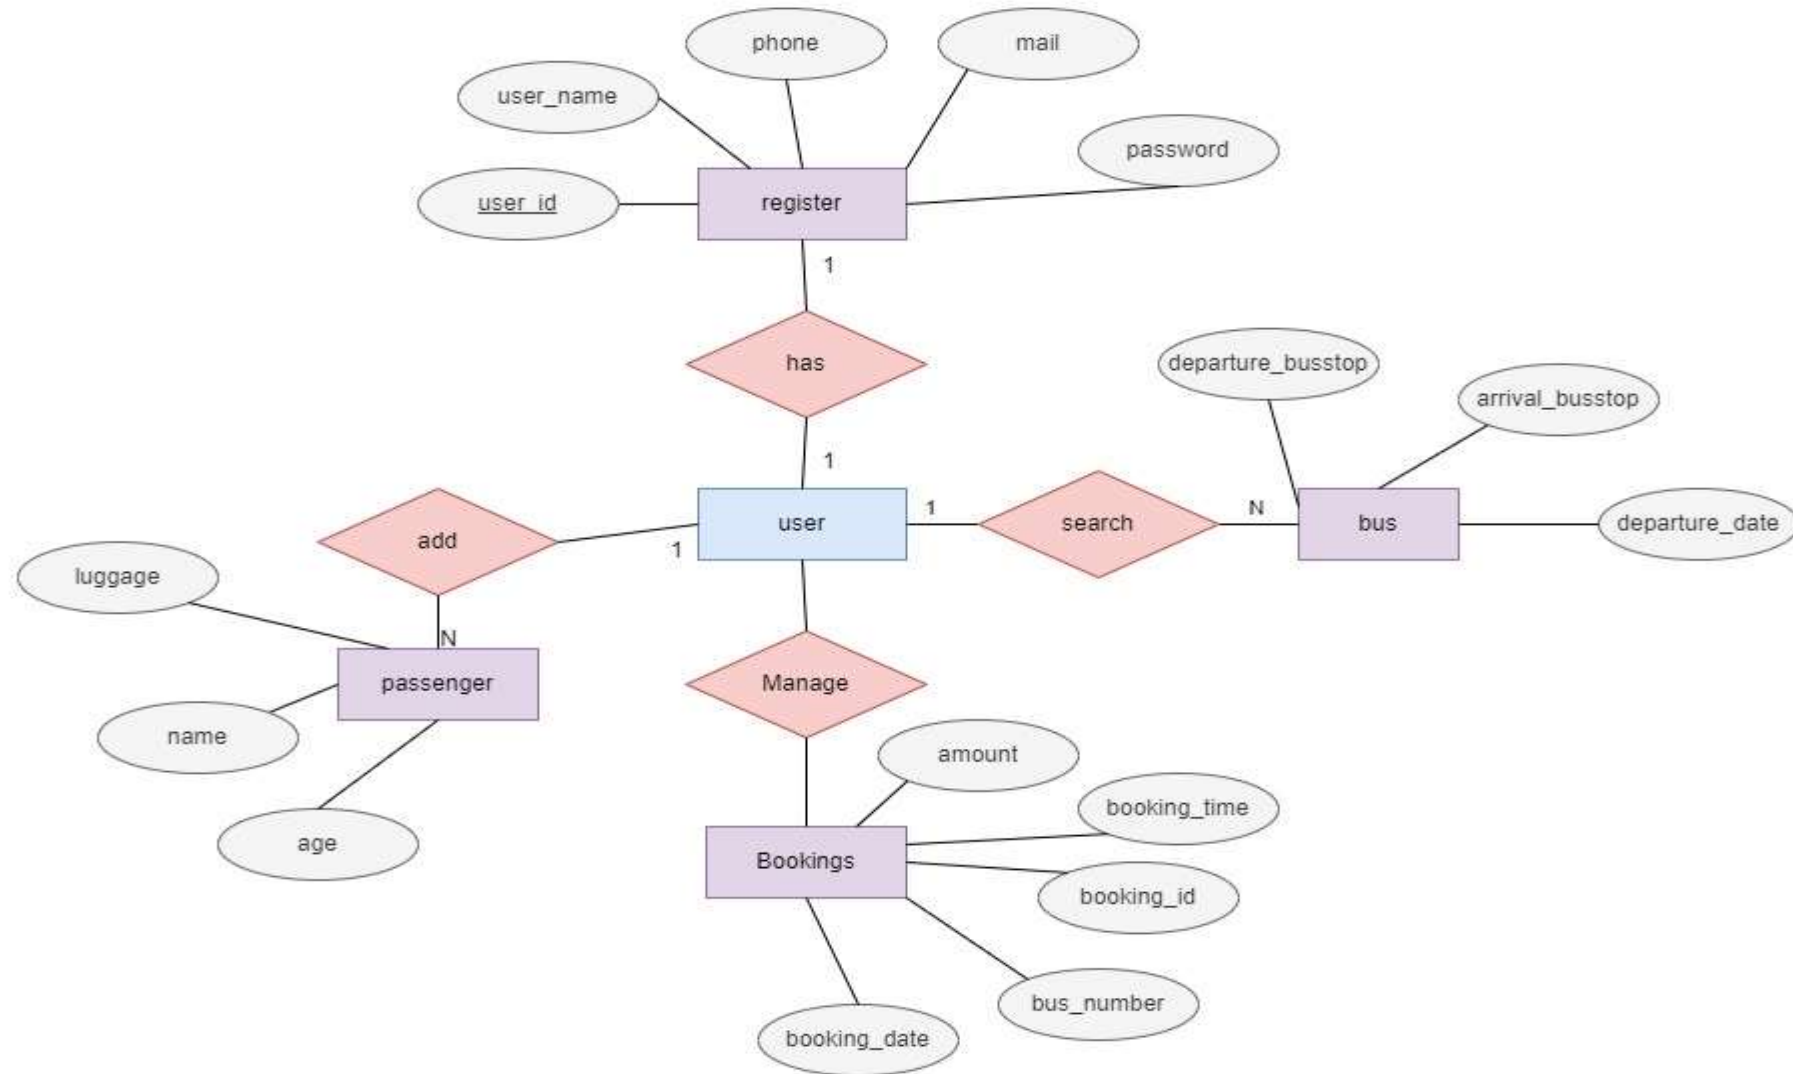 phone
mail
user_name
password
user_id
register
1
has
departure_busstop
arrival_busstop
1
user
1
search
N
bus
departure_date
add
1
luggage
N
passenger
Manage
name
amount
booking_time
age
Bookings
booking_id
bus_number
booking_date